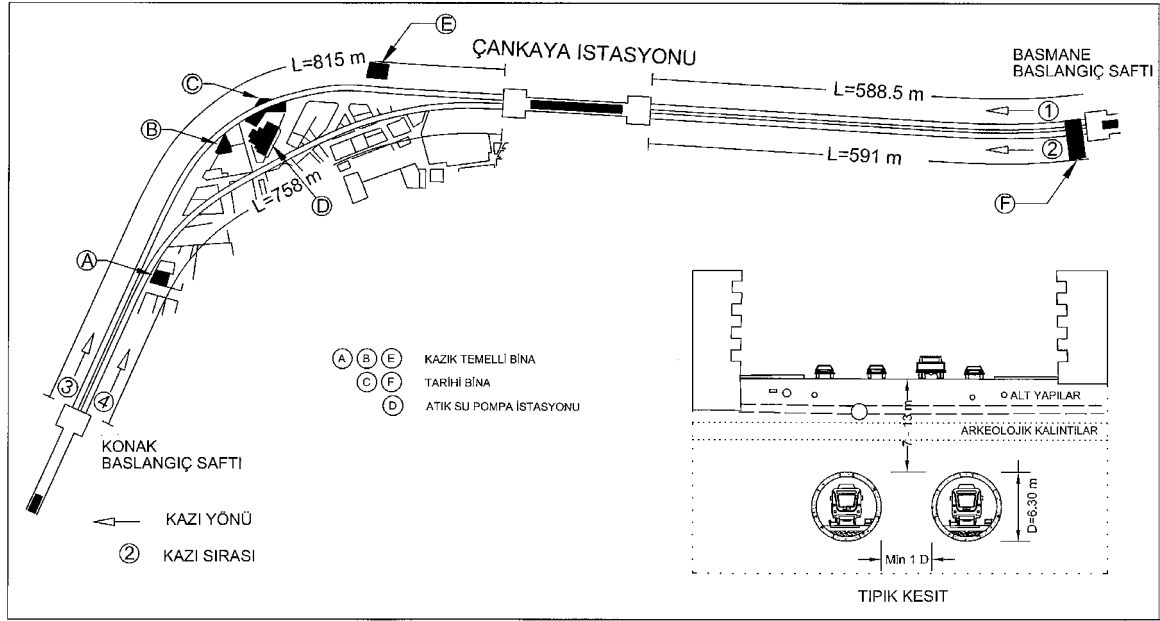 E
ÇANKAYA ISTASYONU
BASMANE
BASLANGIÇ SAFTI
L=815 m
C
L=588.5 m
1
B
2
L=591 m
L=758 m
D
F
A
3
4
A B E KAZIK TEMELLİ BİNA
C F TARİHİ BİNA
D ATIK SU POMPA İSTASYONU
KONAK
BASLANGIÇ SAFTI
KAZI YÖNÜ
2 KAZI SIRASI
ALT YAPILAR
7 - 13 m
ARKEOLOJIK KALINTILAR
D=6.30 m
Min 1 D
TIPIK KESIT